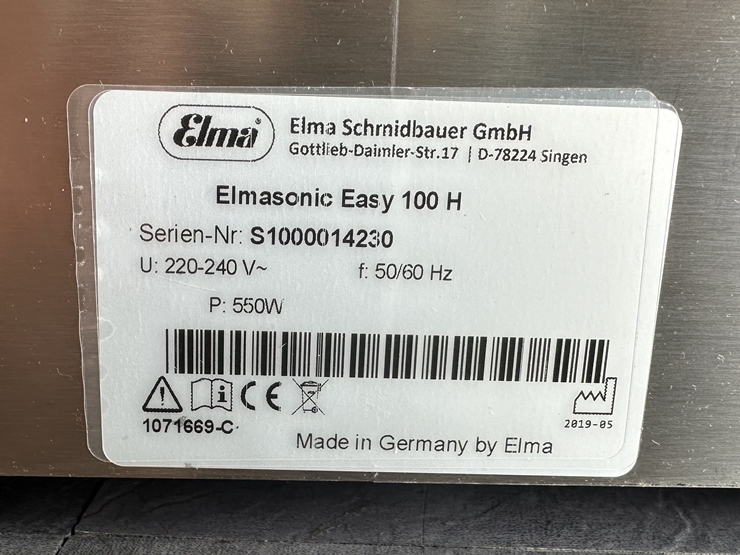 Elma
Elma Schmidbauer GmbH
Gottlieb-Daimler-Str.17 | D-78224 Singen
Elmasonic Easy 100 H
Serien-Nr: S1000014230
U: 220-240 V~ f: 50/60 Hz
P: 550W
CE
1071669-C
2019-05
Made in Germany by Elma